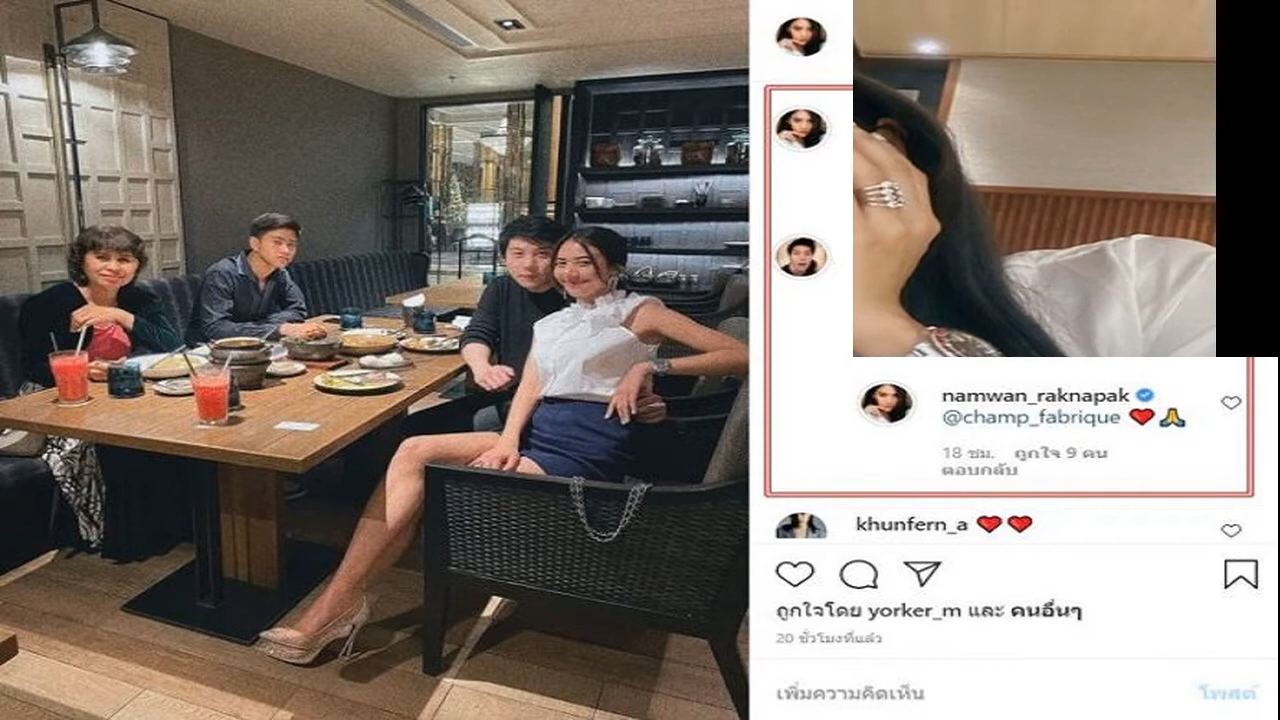 namwan_raknapak
@champ_fabrique ❤️🙏
18 ชม. ถูกใจ 9 คน
ตอบกลับ
khunfern_a ❤️❤️
ถูกใจโดย yorker_m และ คนอื่นๆ
20 ชั่วโมงที่แล้ว
เพิ่มความคิดเห็น
โพสต์